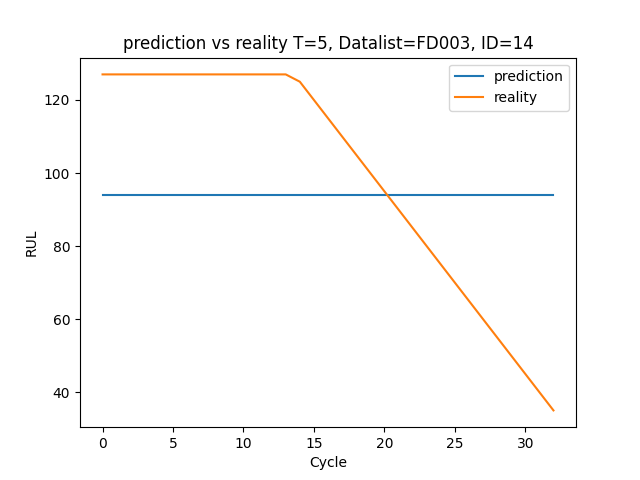 prediction vs reality T=5, Datalist=FD003, ID=14
prediction
reality
120
100
80
60
40
RUL
0 5 10 15 20 25 30
Cycle